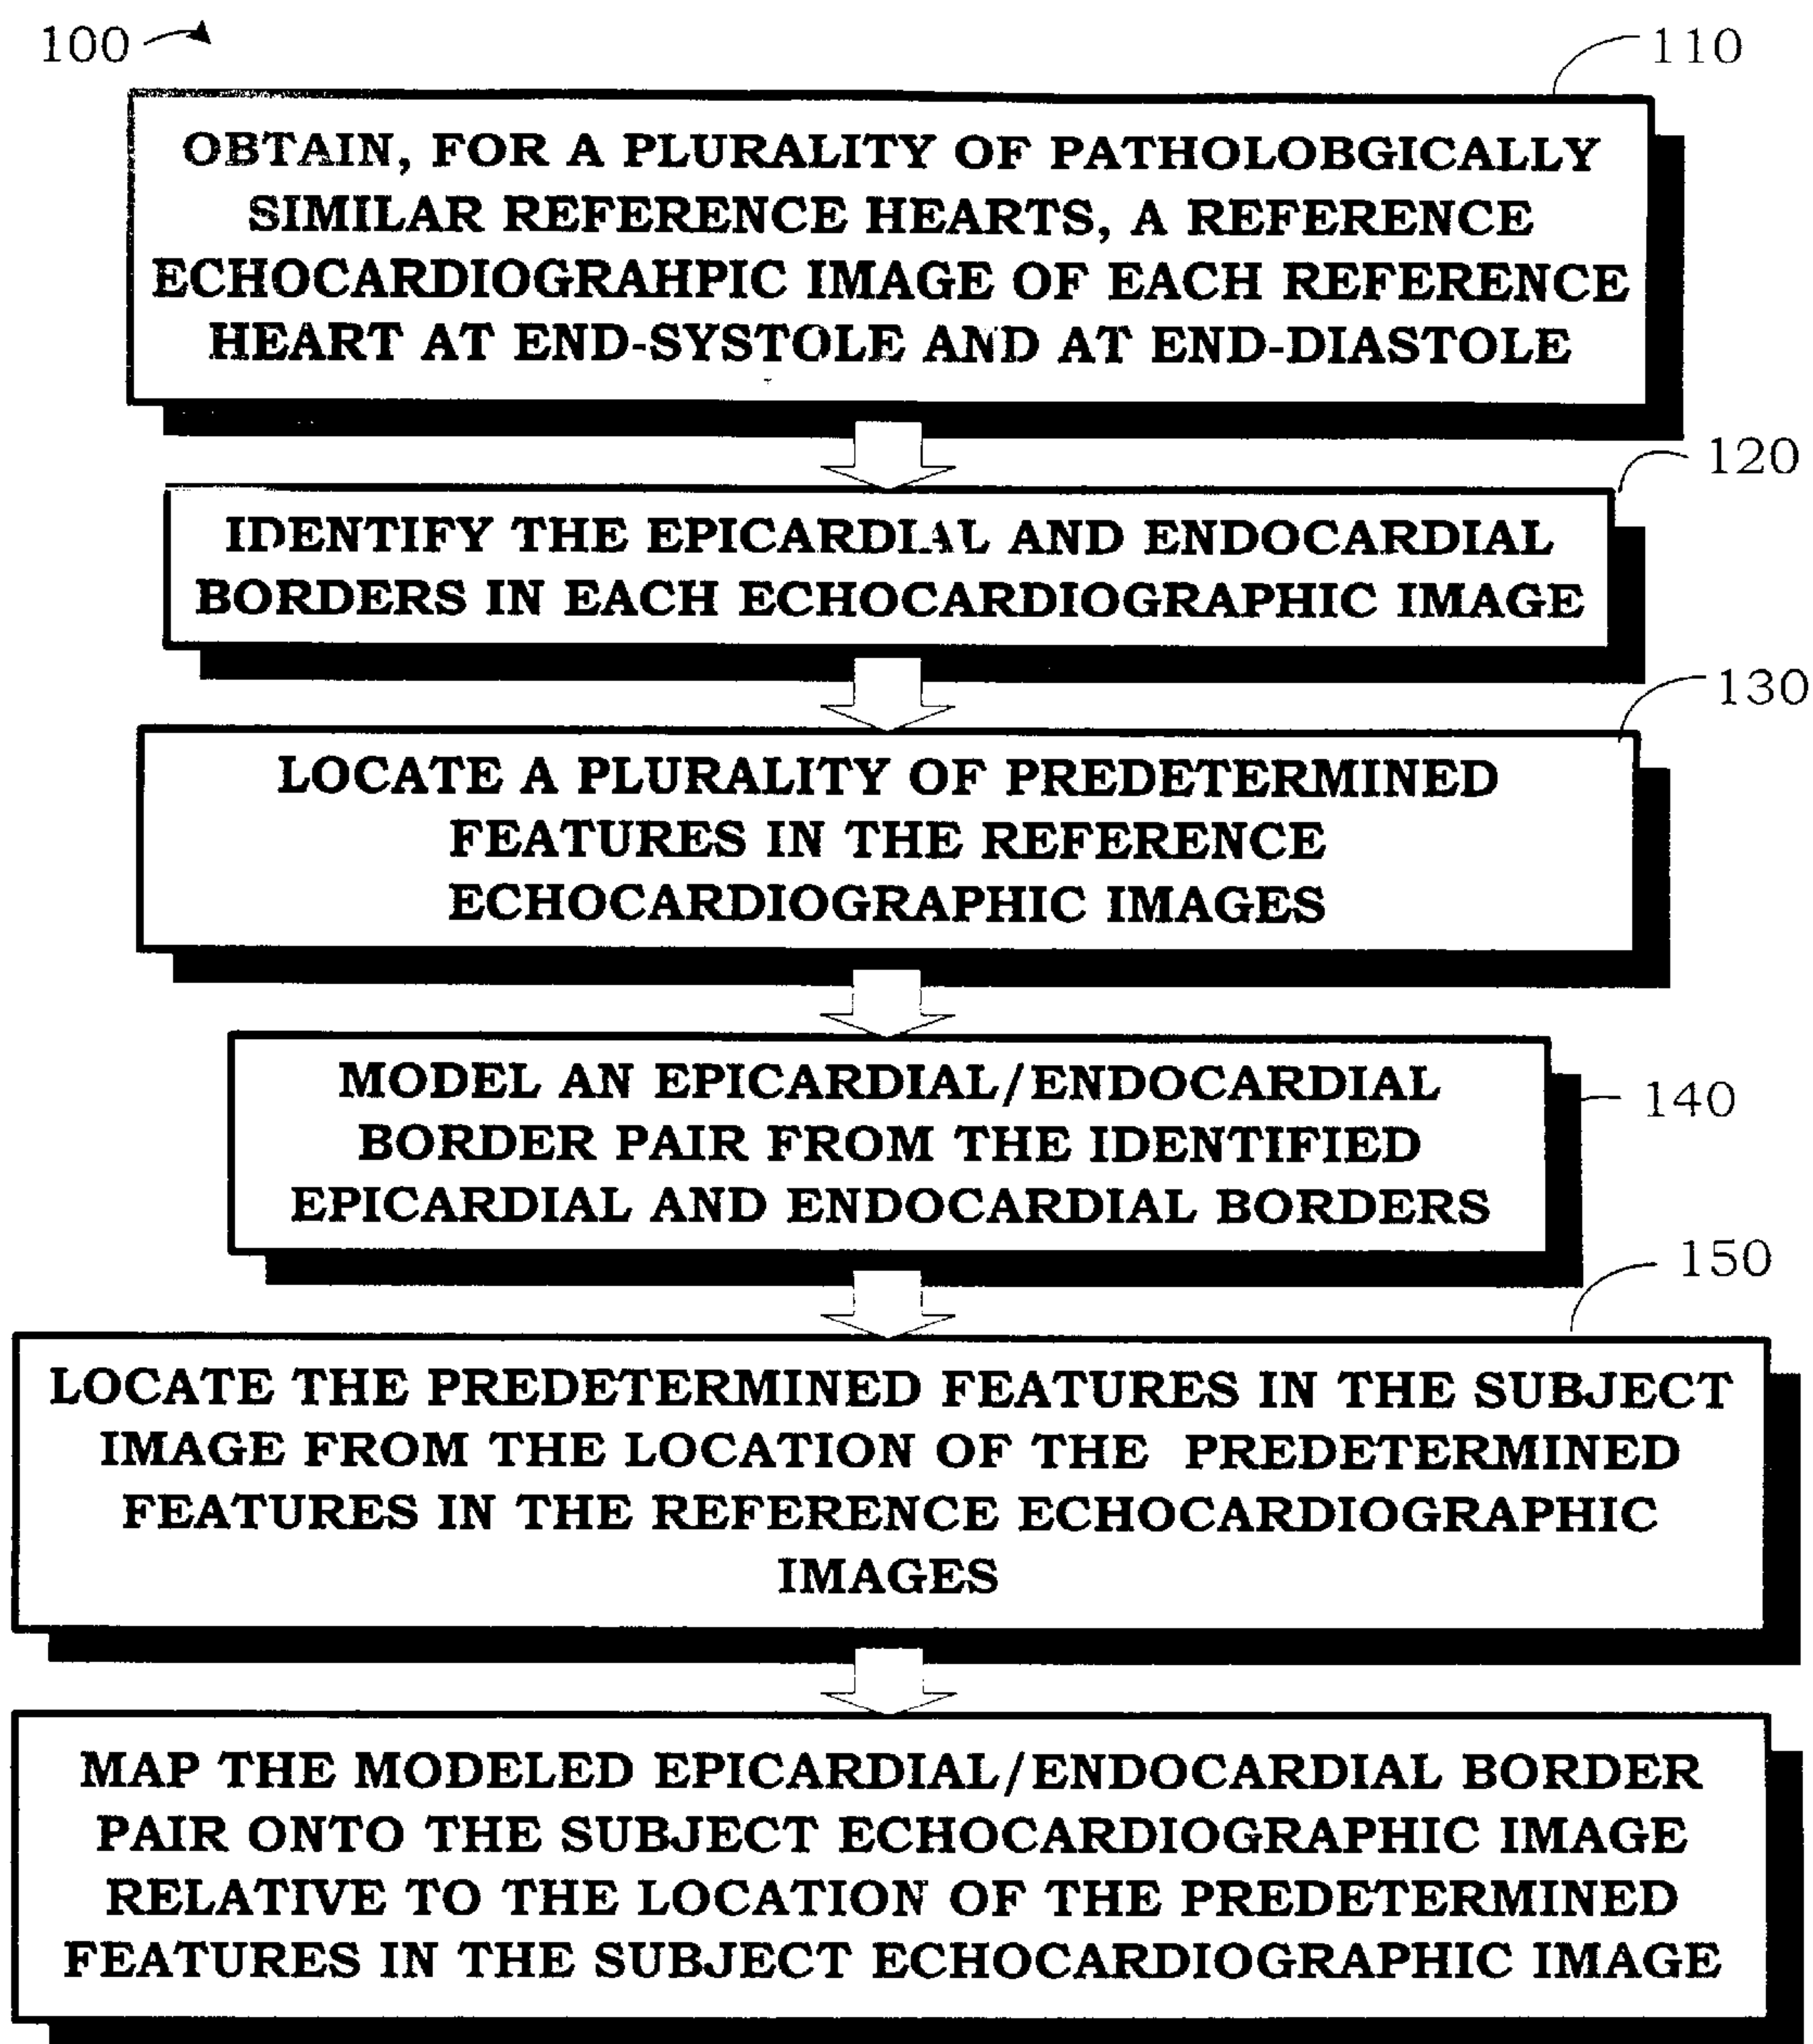 100
110
OBTAIN, FOR A PLURALITY OF PATHOLOBGICALLY
SIMILAR REFERENCE HEARTS, A REFERENCE
ECHOCARDIOGRAHPIC IMAGE OF EACH REFERENCE
HEART AT END-SYSTOLE AND AT END-DIASTOLE
120
IDENTIFY THE EPICARDIAL AND ENDOCARDIAL
BORDERS IN EACH ECHOCARDIOGRAPHIC IMAGE
130
LOCATE A PLURALITY OF PREDETERMINED
FEATURES IN THE REFERENCE
ECHOCARDIOGRAPHIC IMAGES
140
MODEL AN EPICARDIAL/ENDOCARDIAL
BORDER PAIR FROM THE IDENTIFIED
EPICARDIAL AND ENDOCARDIAL BORDERS
150
LOCATE THE PREDETERMINED FEATURES IN THE SUBJECT
IMAGE FROM THE LOCATION OF THE PREDETERMINED
FEATURES IN THE REFERENCE ECHOCARDIOGRAPHIC
IMAGES
MAP THE MODELED EPICARDIAL/ENDOCARDIAL BORDER
PAIR ONTO THE SUBJECT ECHOCARDIOGRAPHIC IMAGE
RELATIVE TO THE LOCATION OF THE PREDETERMINED
FEATURES IN THE SUBJECT ECHOCARDIOGRAPHIC IMAGE